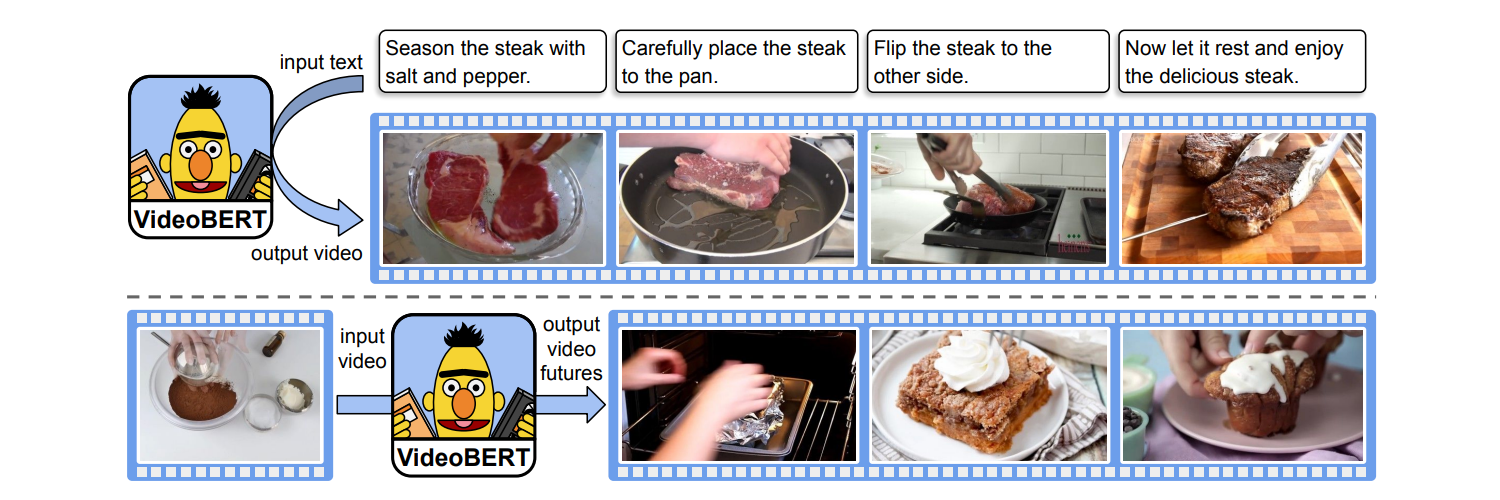 input text
Season the steak with
salt and pepper.
Carefully place the steak
to the pan.
Flip the steak to the
other side.
Now let it rest and enjoy
the delicious steak.
VideoBERT
output video
input
video
VideoBERT
output
video
futures